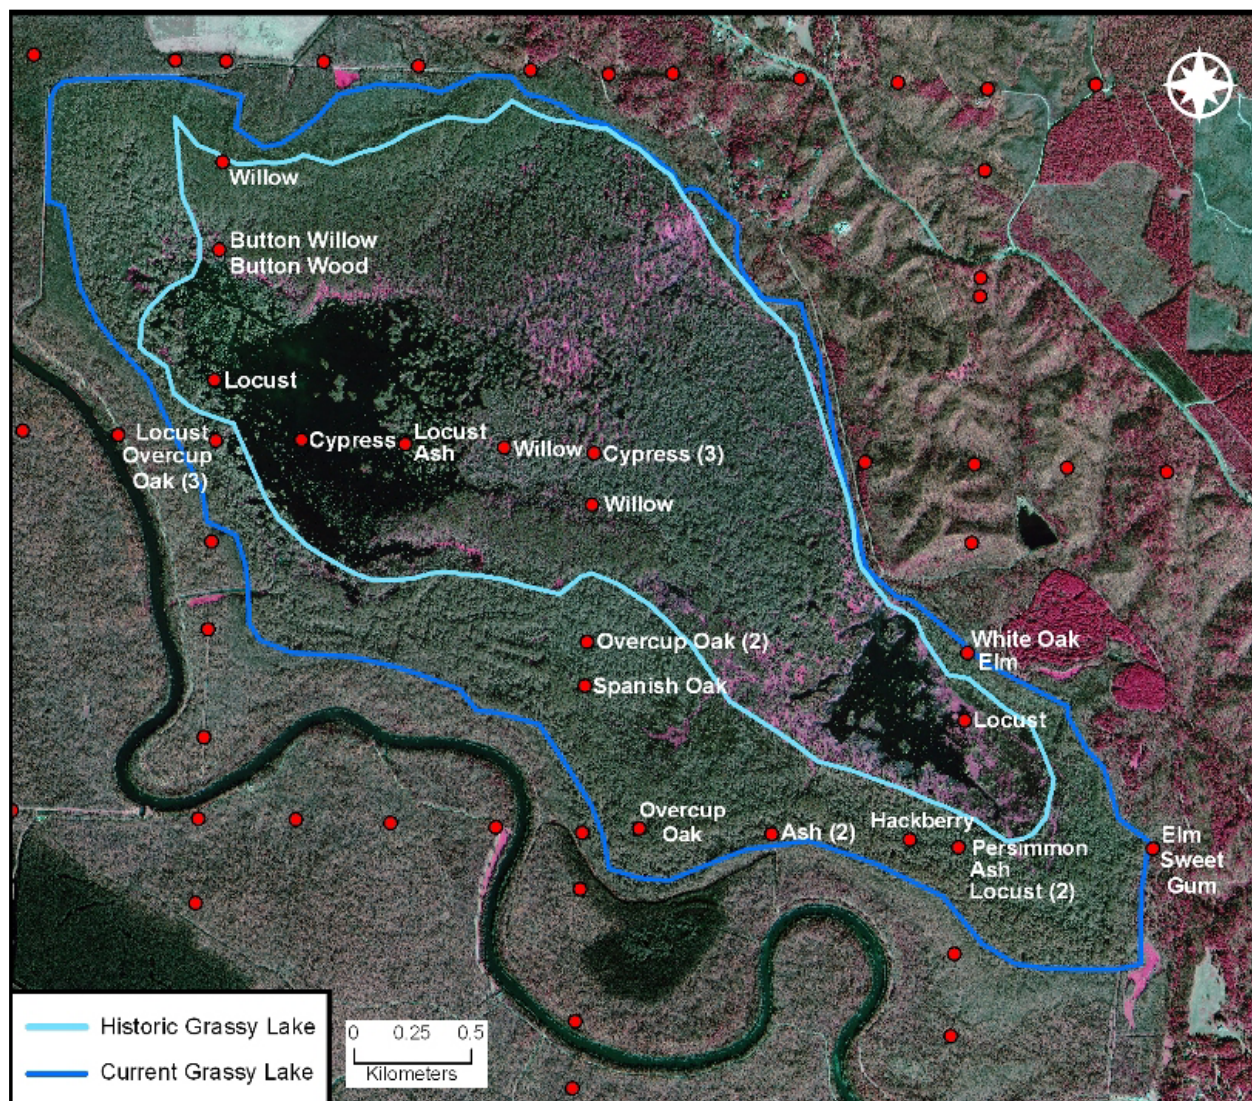 Willow
Button Willow
Button Wood
Locust
Locust
Overcup
Oak (3)
Cypress
Locust
Ash
Willow
Cypress (3)
Willow
Overcup Oak (2)
Spanish Oak
White Oak
Elm
Locust
Overcup
Oak
Ash (2)
Hackberry
Persimmon
Ash
Locust (2)
Elm
Sweet
Gum
Historic Grassy Lake
Current Grassy Lake
0 0.25 0.5
Kilometers